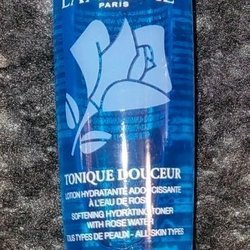 PARIS
TONIQUE DOUCEUR
LOTION HYDRATANTE ADOUCISSANTE
À L'EAU DE ROSE
SOFTENING HYDRATING TONER
WITH ROSE WATER
TOUS TYPES DE PEAUX - ALL SKIN TYPES